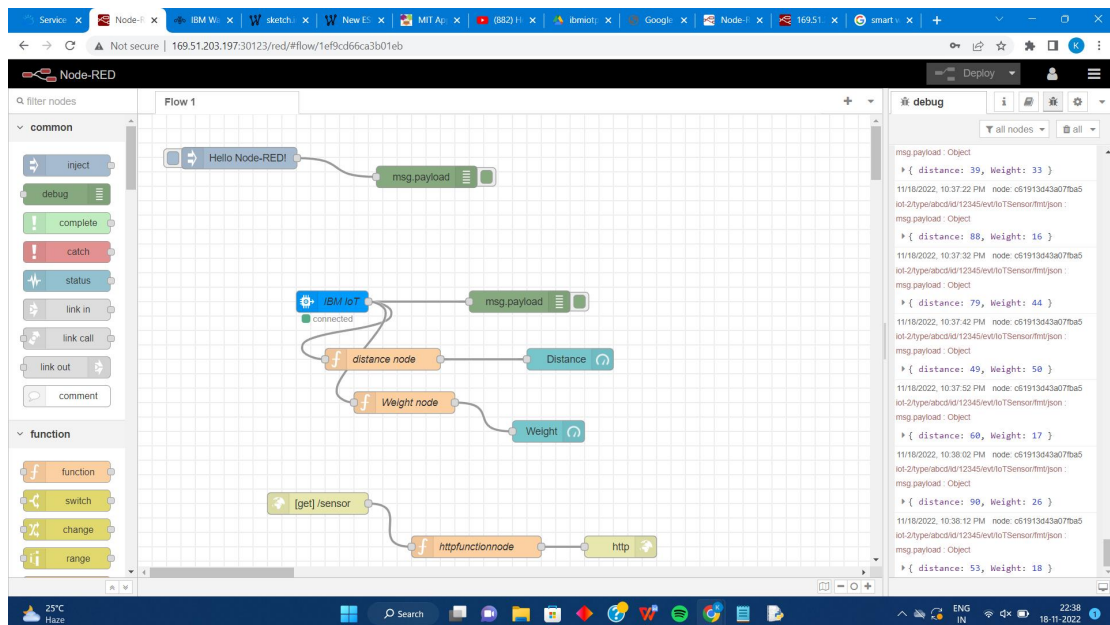 Service
Node-R
IBM Wa
sketch.i
New ES
MIT Ap
(882) H
ibmiotp
Google
Node-R
169.51.
smart w
Not secure | 169.51.203.197:30123/red/#flow/1ef9cd66ca3b01eb
K
Node-RED
Deploy
filter nodes
Flow 1
debug
i
all nodes
all
common
inject
debug
complete
catch
status
link in
link call
link out
comment
function
function
switch
change
range
Hello Node-RED!
msg.payload
IBM IoT
connected
msg.payload
distance node
Distance
Weight node
Weight
[get] /sensor
httpfunctionnode
http
msg.payload : Object
{ distance: 39, Weight: 33 }
11/18/2022, 10:37:22 PM node: c61913d43a07fba5
iot-2/type/abcd/id/12345/evt/IoTSensor/fmt/json :
msg.payload : Object
{ distance: 88, Weight: 16 }
11/18/2022, 10:37:32 PM node: c61913d43a07fba5
iot-2/type/abcd/id/12345/evt/IoTSensor/fmt/json :
msg.payload : Object
{ distance: 79, Weight: 44 }
11/18/2022, 10:37:42 PM node: c61913d43a07fba5
iot-2/type/abcd/id/12345/evt/IoTSensor/fmt/json :
msg.payload : Object
{ distance: 49, Weight: 50 }
11/18/2022, 10:37:52 PM node: c61913d43a07fba5
iot-2/type/abcd/id/12345/evt/IoTSensor/fmt/json :
msg.payload : Object
{ distance: 60, Weight: 17 }
11/18/2022, 10:38:02 PM node: c61913d43a07fba5
iot-2/type/abcd/id/12345/evt/IoTSensor/fmt/json :
msg.payload : Object
{ distance: 90, Weight: 26 }
11/18/2022, 10:38:12 PM node: c61913d43a07fba5
iot-2/type/abcd/id/12345/evt/IoTSensor/fmt/json :
msg.payload : Object
{ distance: 53, Weight: 18 }
25°C
Haze
Search
ENG
IN
22:38
18-11-2022
1